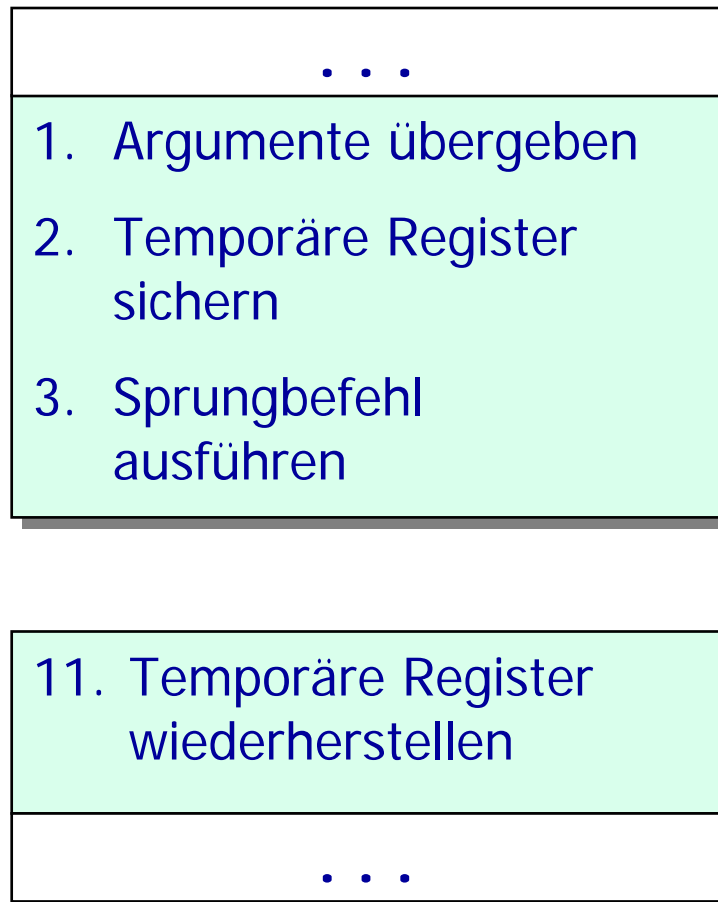 . . .
1. Argumente übergeben
2. Temporäre Register
sichern
3. Sprungbefehl
ausführen
11. Temporäre Register
wiederherstellen
. . .